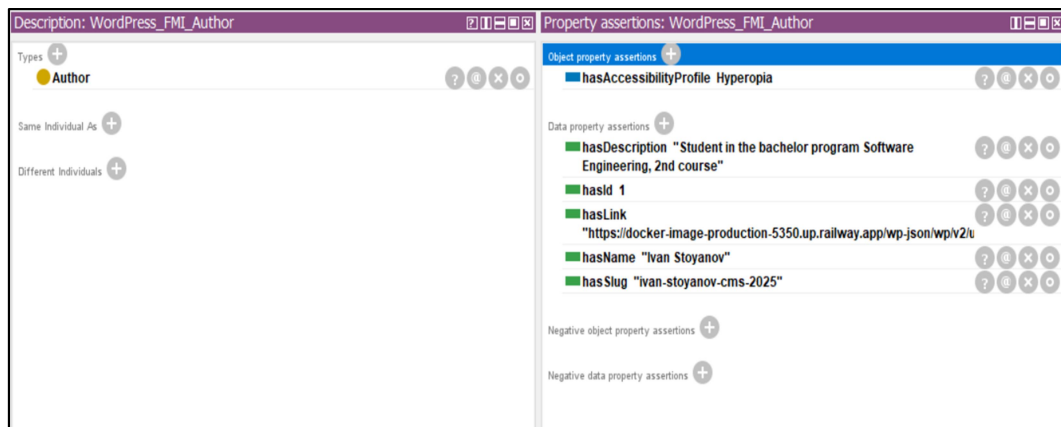 Description: WordPress_FMI_Author
Types
Author
Same Individual As
Different Individuals
Property assertions: WordPress_FMI_Author
Object property assertions
hasAccessibilityProfile Hyperopia
Data property assertions
hasDescription "Student in the bachelor program Software
Engineering, 2nd course"
hasId 1
hasLink
"https://docker-image-production-5350.up.railway.app/wp-json/wp/v2/u
hasName "Ivan Stoyanov"
hasSlug "ivan-stoyanov-cms-2025"
Negative object property assertions
Negative data property assertions